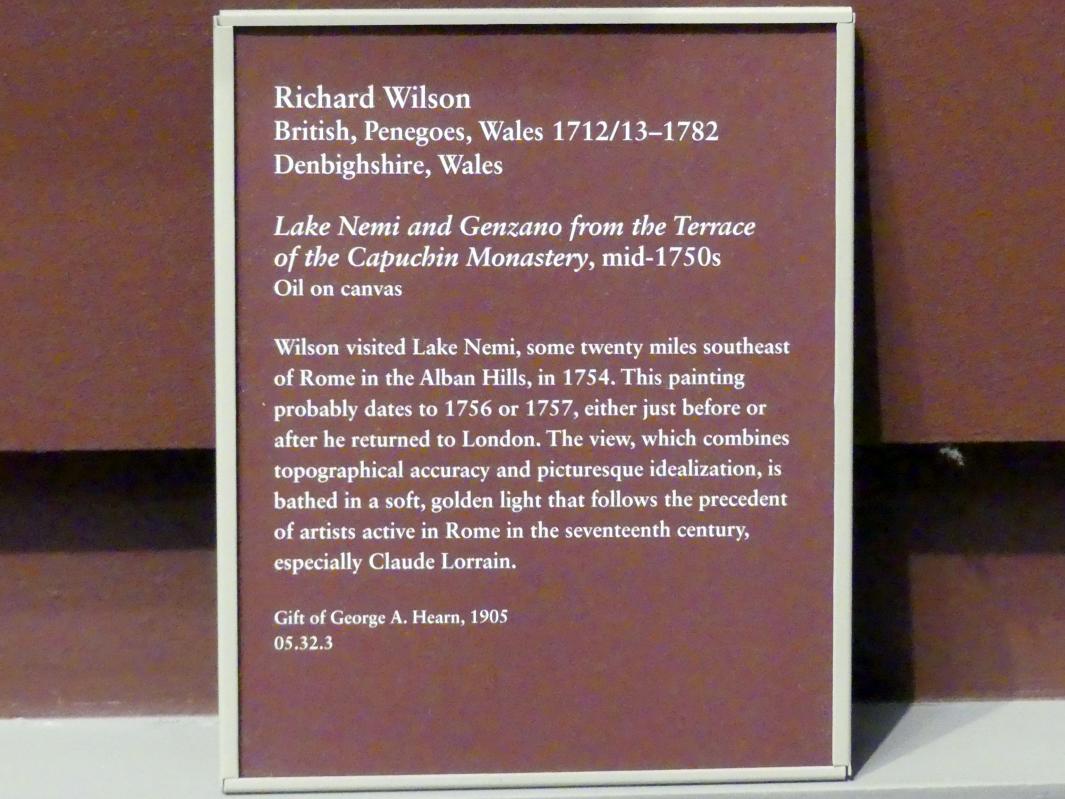 Richard Wilson
British, Penegoes, Wales 1712/13–1782
Denbighshire, Wales
Lake Nemi and Genzano from the Terrace
of the Capuchin Monastery, mid-1750s
Oil on canvas
Wilson visited Lake Nemi, some twenty miles southeast
of Rome in the Alban Hills, in 1754. This painting
probably dates to 1756 or 1757, either just before or
after he returned to London. The view, which combines
topographical accuracy and picturesque idealization, is
bathed in a soft, golden light that follows the precedent
of artists active in Rome in the seventeenth century,
especially Claude Lorrain.
Gift of George A. Hearn, 1905
05.32.3